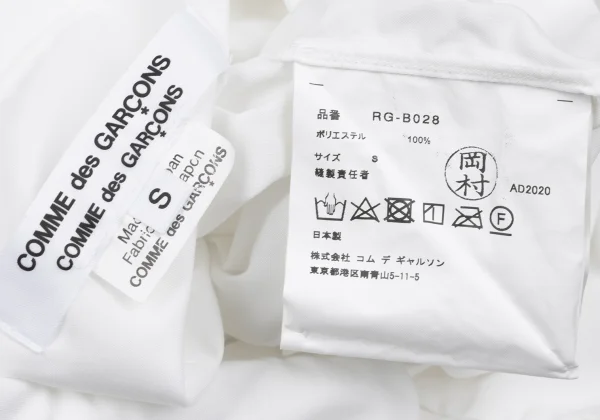 COMME des GARÇONS
*
COMME des GARÇONS
*
S
Fabric
COMME des GARÇONS
品番 RG-B028
ポリエステル 100%
サイズ S
縫製責任者
岡村
AD2020
F
日本製
株式会社 コム デ ギャルソン
東京都港区南青山5-11-5